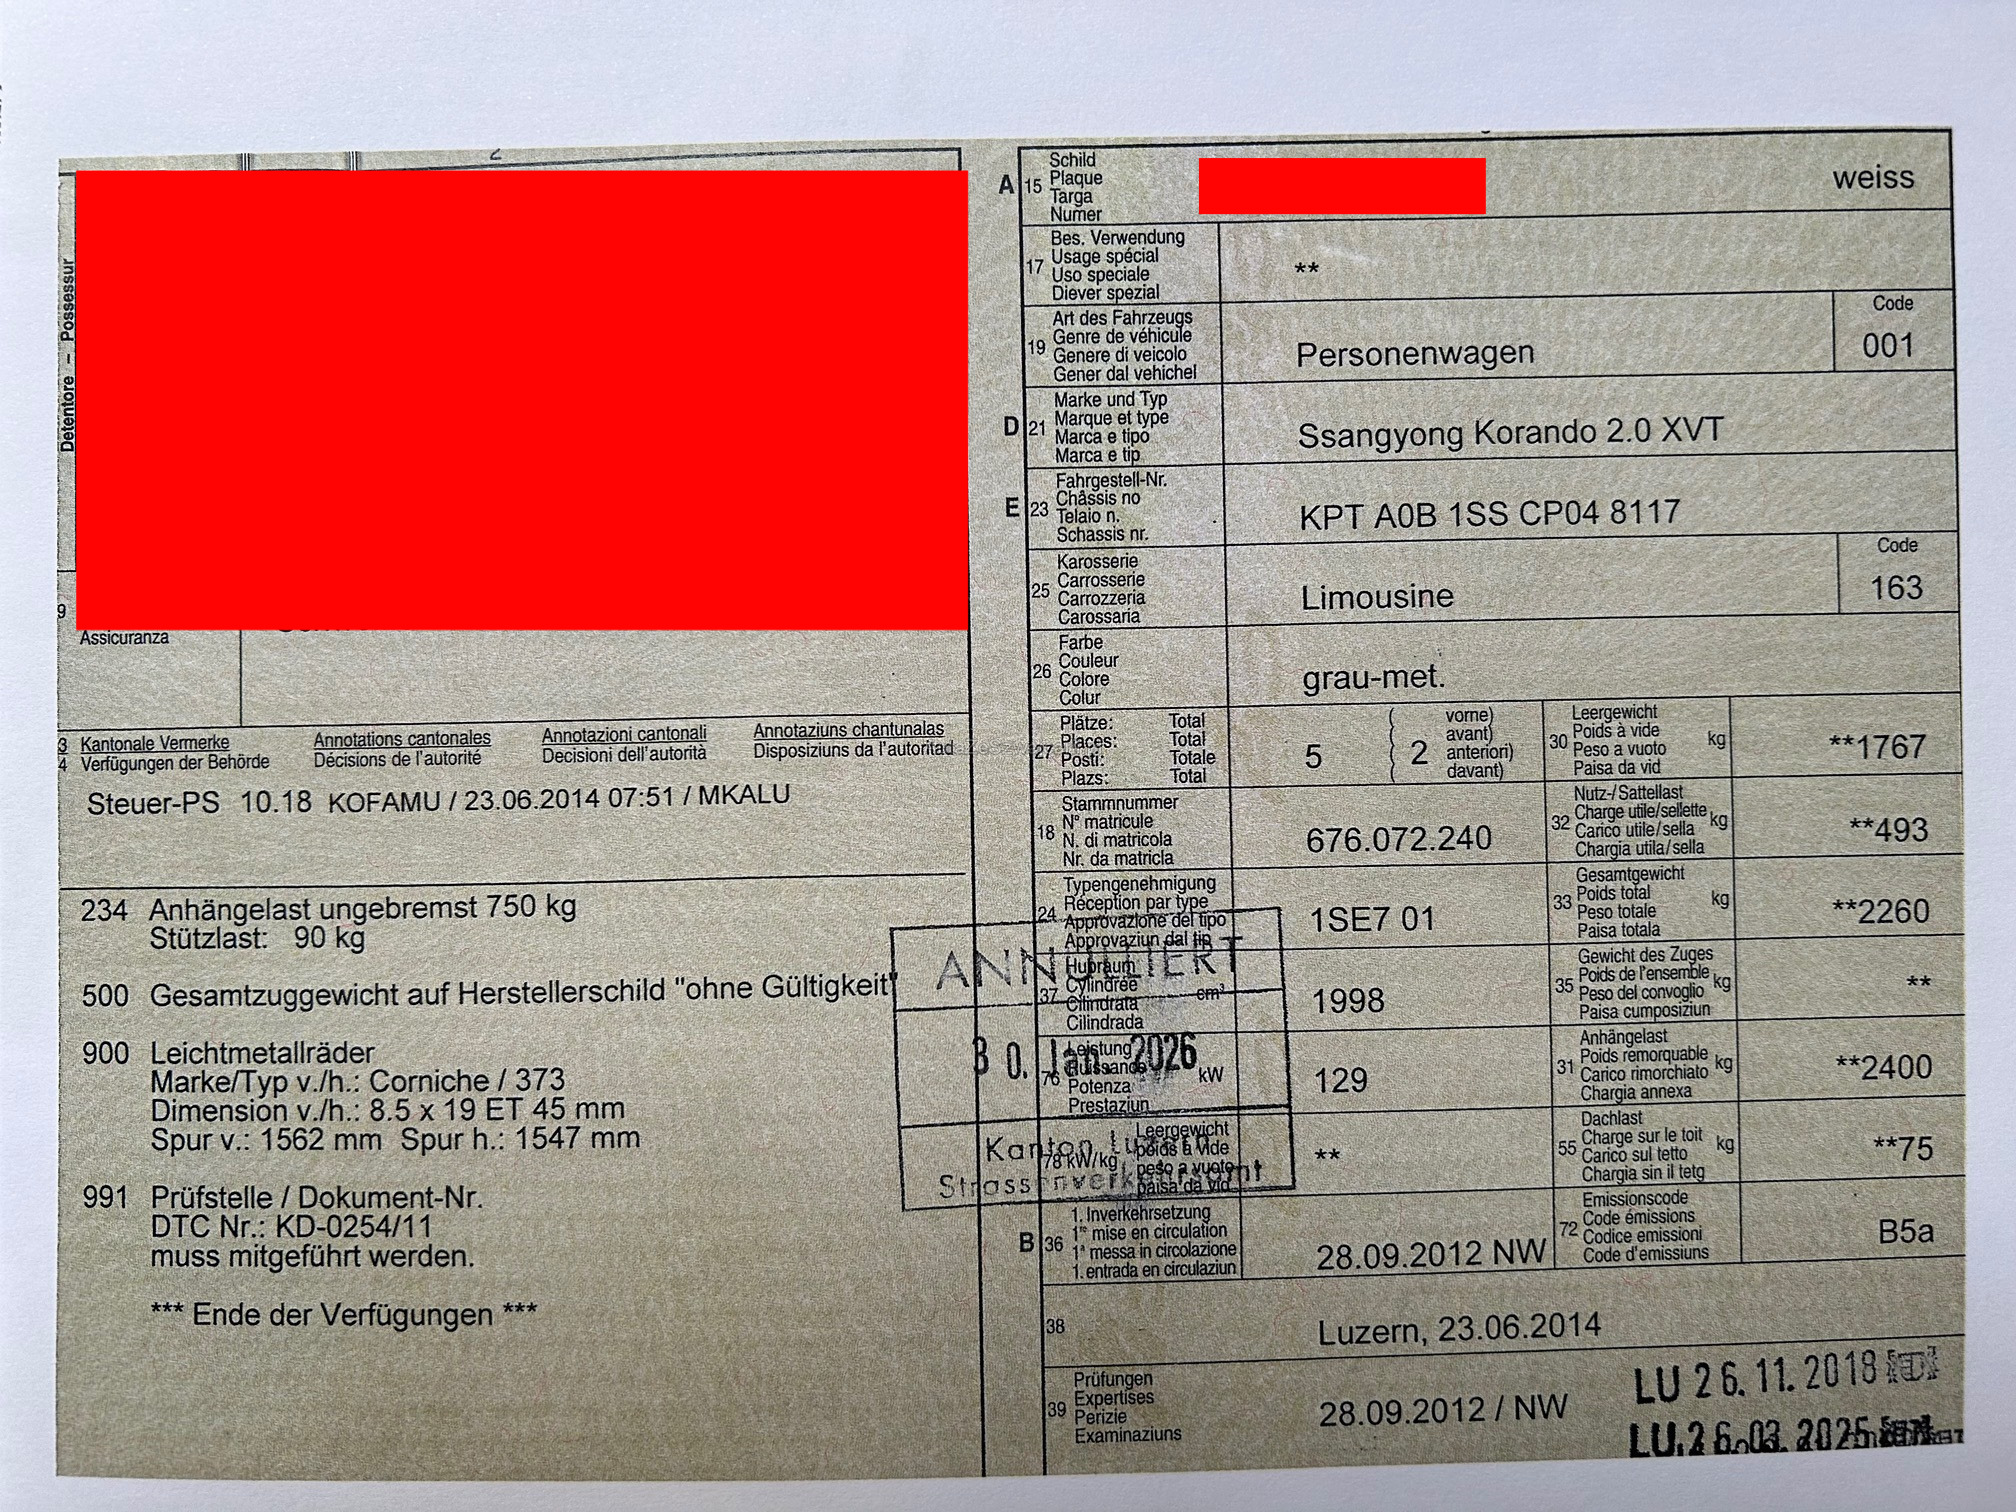 2
Detentore – Possessur
9
Assicuranza
3 Kantonale Vermerke Annotations cantonales Annotazioni cantonali Annotaziuns chantunalas
4 Verfügungen der Behörde Décisions de l'autorité Decisioni dell'autorità Disposiziuns da l'autoritad
Steuer-PS 10.18 KOFAMU / 23.06.2014 07:51 / MKALU
234 Anhängelast ungebremst 750 kg
Stützlast: 90 kg
500 Gesamtzuggewicht auf Herstellerschild "ohne Gültigkeit"
900 Leichtmetallräder
Marke/Typ v./h.: Corniche / 373
Dimension v./h.: 8.5 x 19 ET 45 mm
Spur v.: 1562 mm Spur h.: 1547 mm
991 Prüfstelle / Dokument-Nr.
DTC Nr.: KD-0254/11
muss mitgeführt werden.
*** Ende der Verfügungen ***
ANNULLIERT
30. Jan. 2026
Kanton Luzern
Strassenverkehrsamt
A 15 Schild
Plaque
Targa
Numer
weiss
17 Bes. Verwendung
Usage spécial
Uso speciale
Diever spezial
**
19 Art des Fahrzeugs
Genre de véhicule
Genere di veicolo
Gener dal vehichel
Personenwagen
Code
001
D 21 Marke und Typ
Marque et type
Marca e tipo
Marca e tip
Ssangyong Korando 2.0 XVT
E 23 Fahrgestell-Nr.
Châssis no
Telaio n.
Schassis nr.
KPT A0B 1SS CP04 8117
25 Karosserie
Carrosserie
Carrozzeria
Carossaria
Limousine
Code
163
26 Farbe
Couleur
Colore
Colur
grau-met.
27 Plätze: Total
Places: Total
Posti: Totale
Plazs: Total
5 ( 2 vorne)
avant)
anteriori)
davant)
30 Leergewicht
Poids à vide
Peso a vuoto
Paisa da vid
kg
**1767
18 Stammnummer
N° matricule
N. di matricola
Nr. da matricla
676.072.240
32 Nutz-/Sattellast
Charge utile/sellette
Carico utile/sella
Chargia utila/sella
kg
**493
24 Typengenehmigung
Réception par type
Approvazione del tipo
Approvaziun dal tip
1SE7 01
33 Gesamtgewicht
Poids total
Peso totale
Paisa totala
kg
**2260
37 Hubraum
Cylindrée
Cilindrata
Cilindrada
cm³
1998
35 Gewicht des Zuges
Poids de l'ensemble
Peso del convoglio
Paisa cumposiziun
kg
**
76 Leistung
Puissance
Potenza
Prestaziun
kW
129
31 Anhängelast
Poids remorquable
Carico rimorchiato
Chargia annexa
kg
**2400
78 kW/kg Leergewicht
poids à vide
peso a vuoto
paisa da vid
**
55 Dachlast
Charge sur le toit
Carico sul tetto
Chargia sin il tetg
kg
**75
B 36 1. Inverkehrsetzung
1re mise en circulation
1a messa in circolazione
1. entrada en circulaziun
28.09.2012 NW
72 Emissionscode
Code émissions
Codice emissioni
Code d'emissiuns
B5a
38
Luzern, 23.06.2014
39 Prüfungen
Expertises
Perizie
Examinaziuns
28.09.2012 / NW
LU 26. 11. 2018
LU 26. 03. 2025